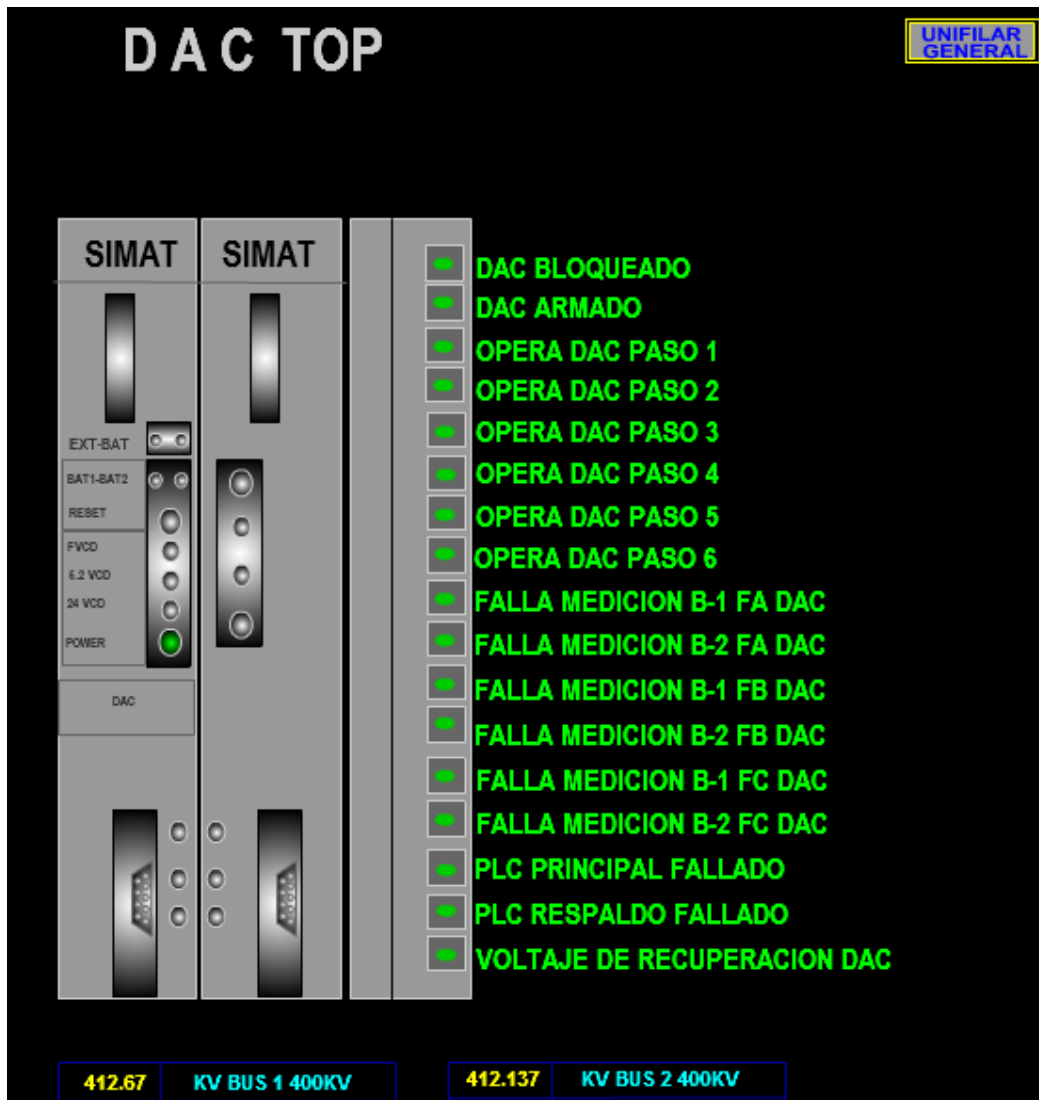 D A C TOP
UNIFILAR
GENERAL
SIMAT
SIMAT
EXT-BAT
BAT1-BAT2
RESET
FVCD
5.2 VCD
24 VCD
POWER
DAC
DAC BLOQUEADO
DAC ARMADO
OPERA DAC PASO 1
OPERA DAC PASO 2
OPERA DAC PASO 3
OPERA DAC PASO 4
OPERA DAC PASO 5
OPERA DAC PASO 6
FALLA MEDICION B-1 FA DAC
FALLA MEDICION B-2 FA DAC
FALLA MEDICION B-1 FB DAC
FALLA MEDICION B-2 FB DAC
FALLA MEDICION B-1 FC DAC
FALLA MEDICION B-2 FC DAC
PLC PRINCIPAL FALLADO
PLC RESPALDO FALLADO
VOLTAJE DE RECUPERACION DAC
412.67 KV BUS 1 400KV
412.137 KV BUS 2 400KV